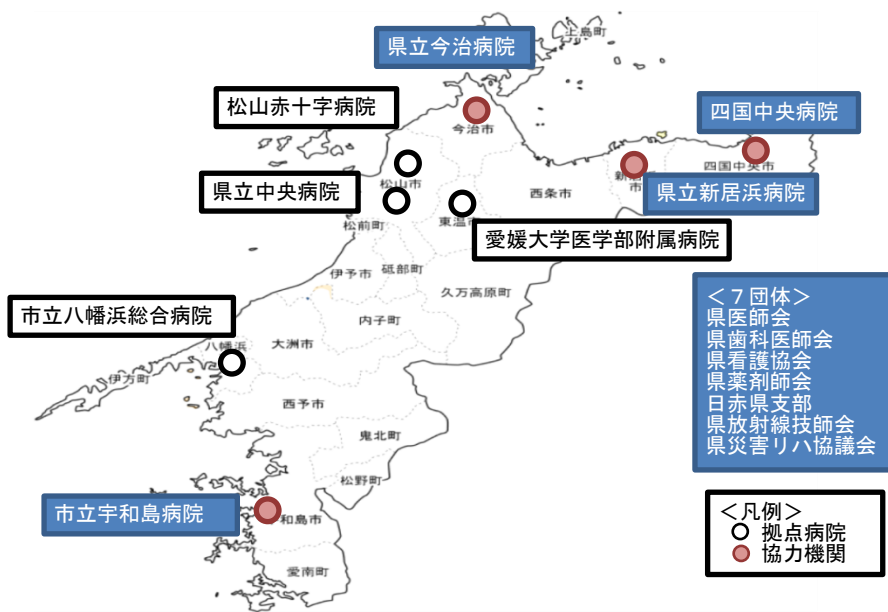 上島町
県立今治病院
松山赤十字病院
四国中央病院
今治市
四国中央市
松山市
県立中央病院
西条市
県立新居浜病院
松前町
東温市
愛媛大学医学部附属病院
伊予市
砥部町
久万高原町
市立八幡浜総合病院
内子町
八幡浜
大洲市
伊方町
西予市
鬼北町
松野町
市立宇和島病院
和島市
愛南町
<7団体>
県医師会
県歯科医師会
県看護協会
県薬剤師会
日赤県支部
県放射線技師会
県災害リハ協議会
<凡例>
拠点病院
協力機関